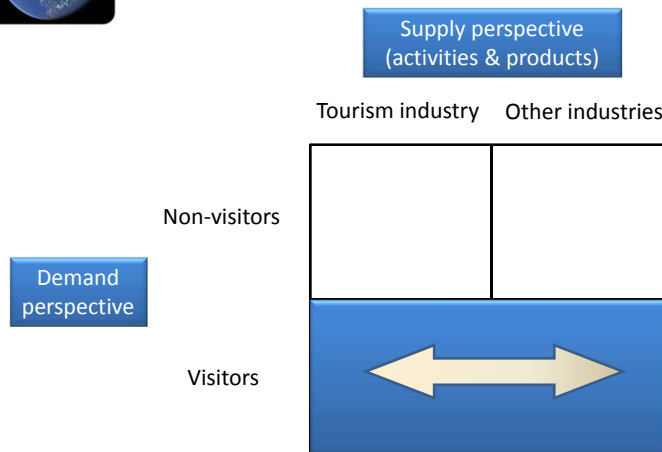 Supply perspective
(activities & products)
Tourism industry Other industries
Non-visitors
Demand
perspective
Visitors